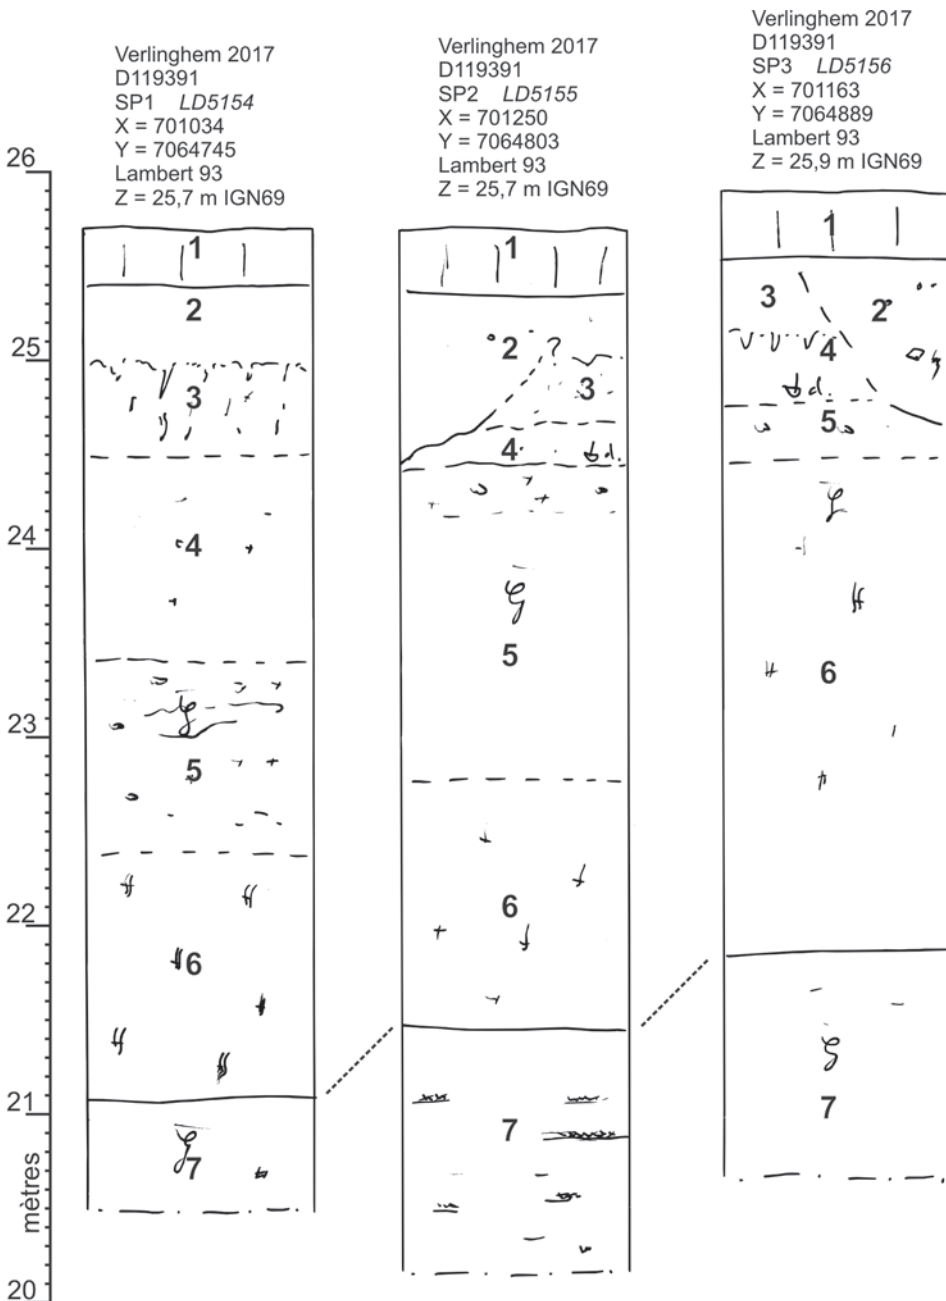 Verlinghem 2017
D119391
SP1 LD5154
X = 701034
Y = 7064745
Lambert 93
Z = 25,7 m IGN69
Verlinghem 2017
D119391
SP2 LD5155
X = 701250
Y = 7064803
Lambert 93
Z = 25,7 m IGN69
Verlinghem 2017
D119391
SP3 LD5156
X = 701163
Y = 7064889
Lambert 93
Z = 25,9 m IGN69
26
25
24
23
22
21
20
mètres
1
2
3
4
5
6
7
1
2
?
3
4
5
6
7
1
3
2
4
5
6
7